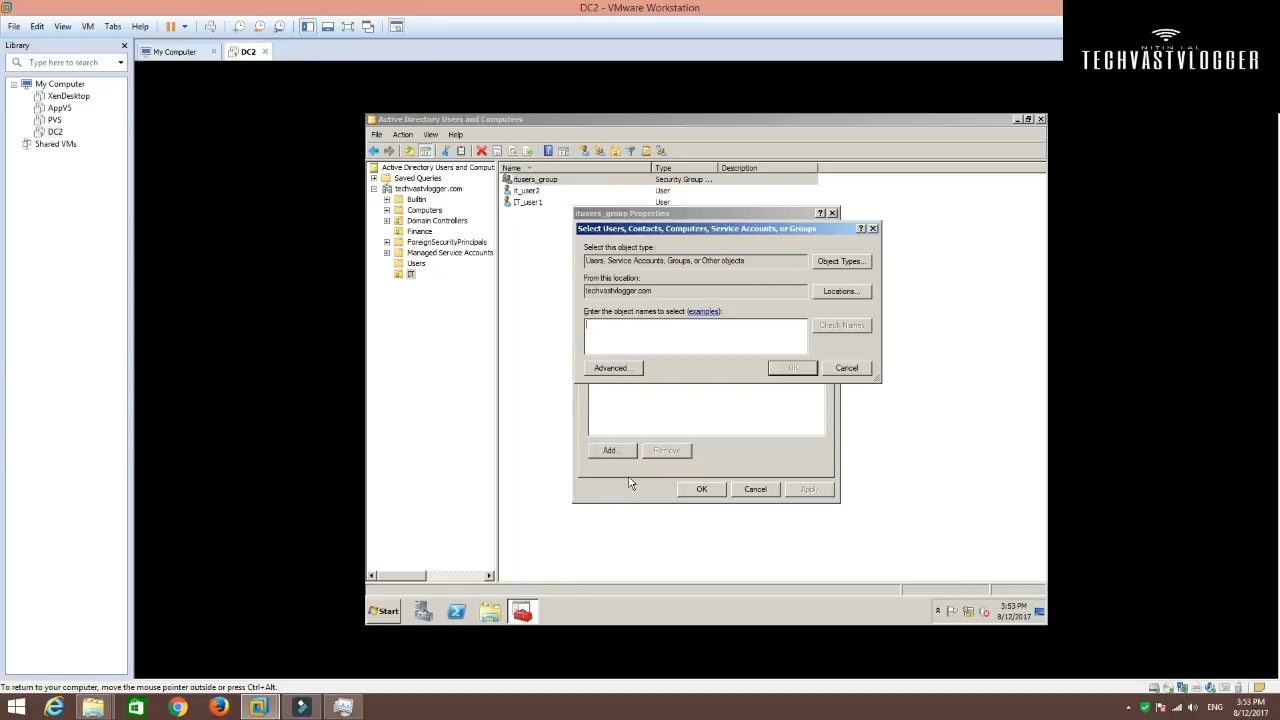 DC2 - VMware Workstation
File Edit View VM Tabs Help
NITIN LAL
TECHVASTVLOGGER
Library
Type here to search
My Computer
XenDesktop
AppV5
PVS
DC2
Shared VMs
My Computer
DC2
Active Directory Users and Computers
File Action View Help
Active Directory Users and Comput
Saved Queries
techvastvlogger.com
Builtin
Computers
Domain Controllers
Finance
ForeignSecurityPrincipals
Managed Service Accounts
Users
IT
Name Type Description
itusers_group Security Group ...
it_user2 User
IT_user1 User
itusers_group Properties
Select Users, Contacts, Computers, Service Accounts, or Groups
Select this object type:
Users, Service Accounts, Groups, or Other objects
Object Types...
From this location:
techvastvlogger.com
Locations...
Enter the object names to select (examples):
Check Names
Advanced...
OK
Cancel
Add...
Remove
OK
Cancel
Apply
Start
3:53 PM
8/12/2017
To return to your computer, move the mouse pointer outside or press Ctrl+Alt.
ENG
3:53 PM
8/12/2017